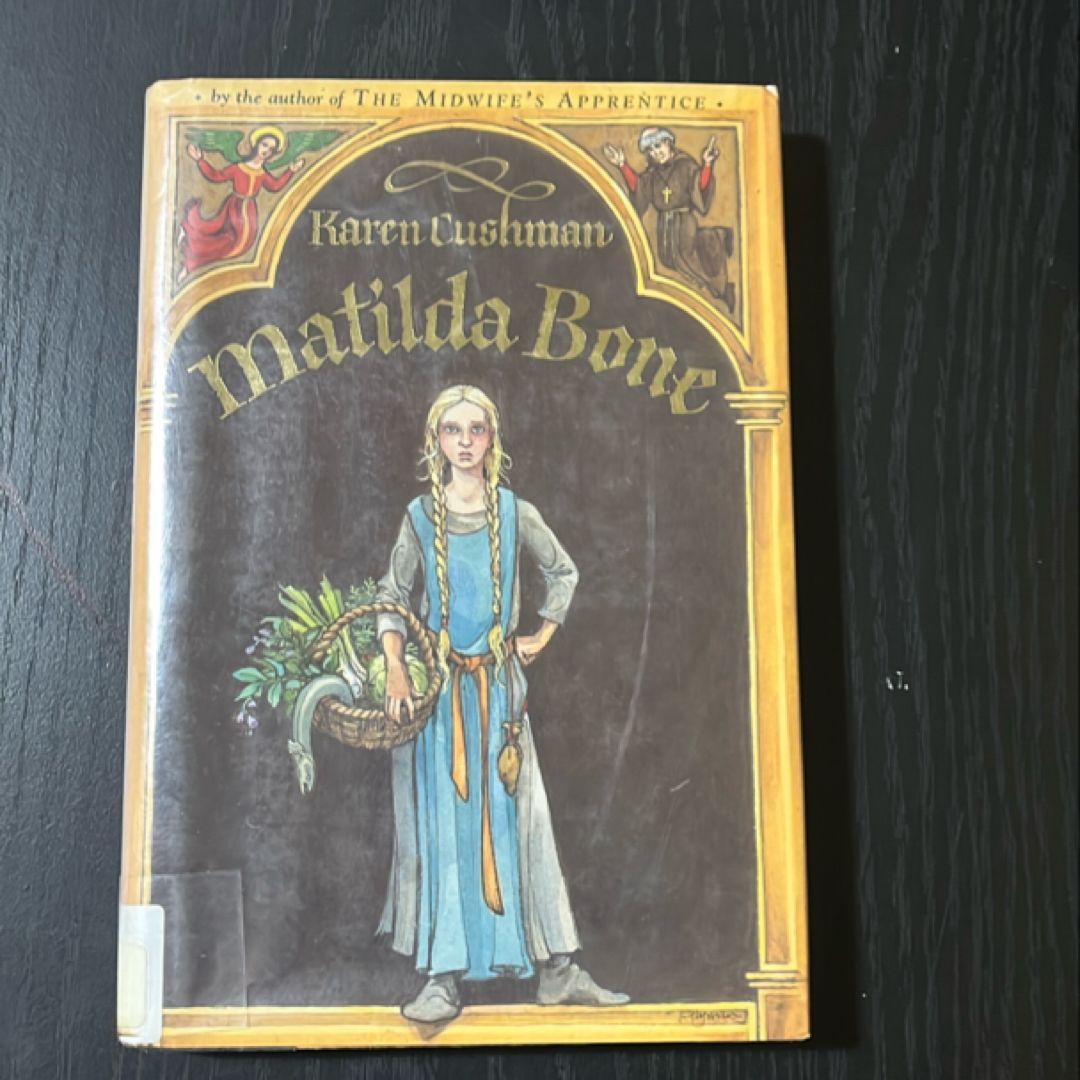 • by the author of THE MIDWIFE'S APPRENTICE •
Karen Cushman
Matilda Bone